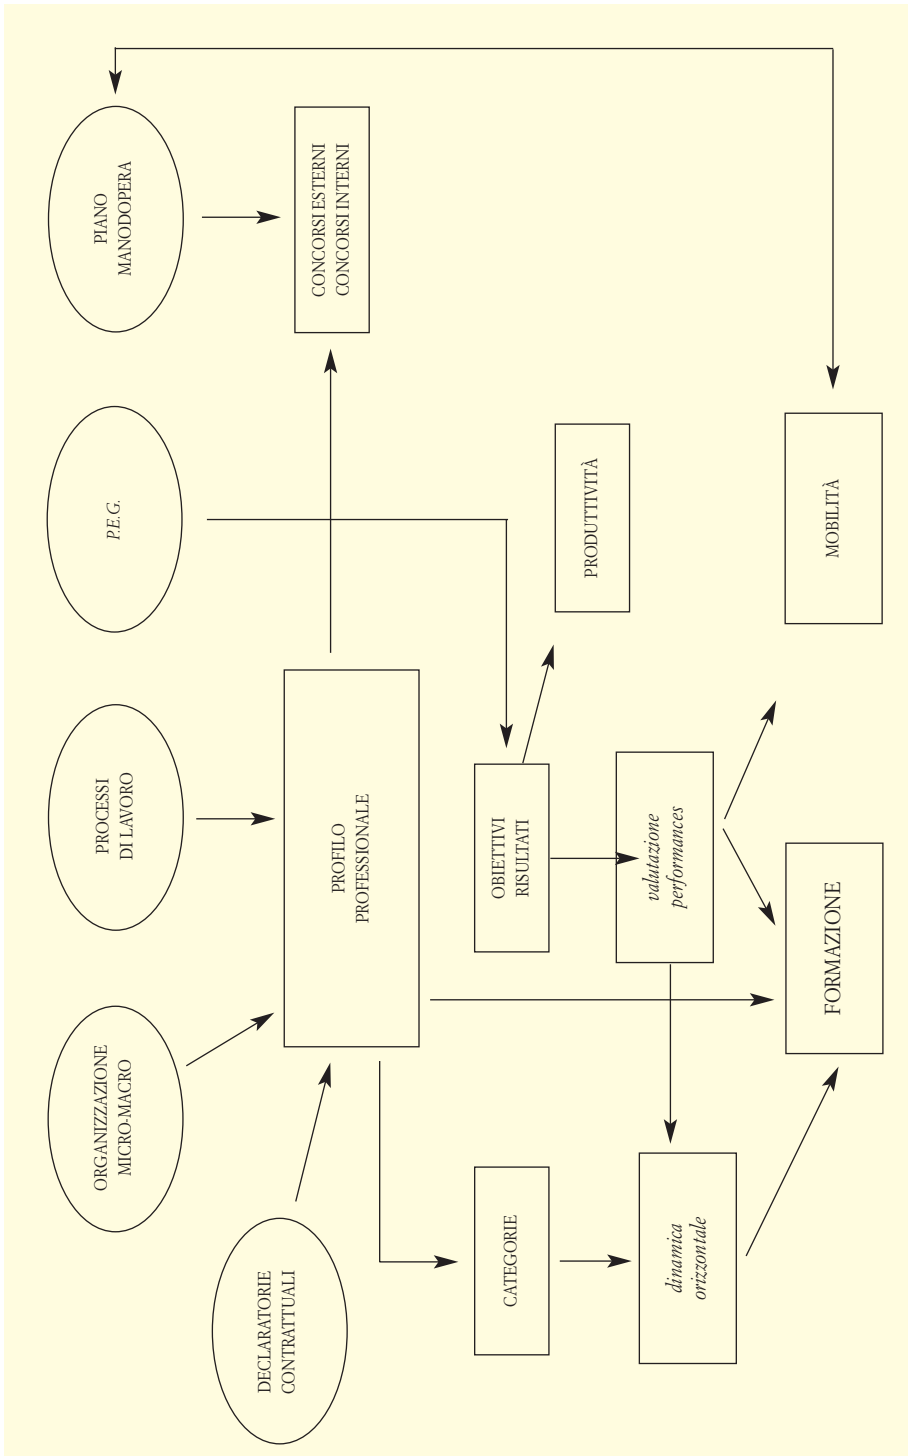 ORGANIZZAZIONE
MICRO-MACRO
PROCESSI
DI LAVORO
P.E.G.
PIANO
MANODOPERA
DECLARATORIE
CONTRATTUALI
PROFILO
PROFESSIONALE
CONCORSI ESTERNI
CONCORSI INTERNI
CATEGORIE
OBIETTIVI
RISULTATI
PRODUTTIVITÀ
dinamica
orizzontale
valutazione
performances
FORMAZIONE
MOBILITÀ